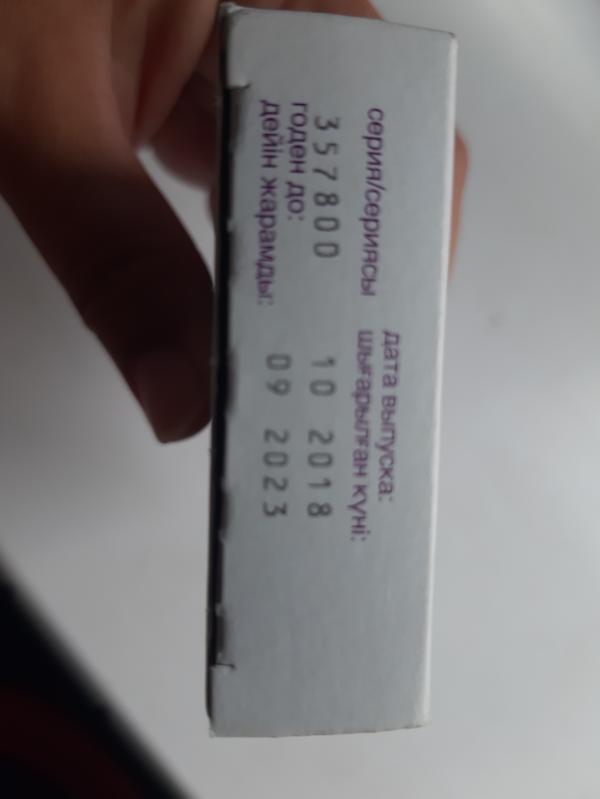 серия/сериясы
дата выпуска:
шығарылған күні:
357800
10 2018
годен до:
дейін жарамды:
09 2023